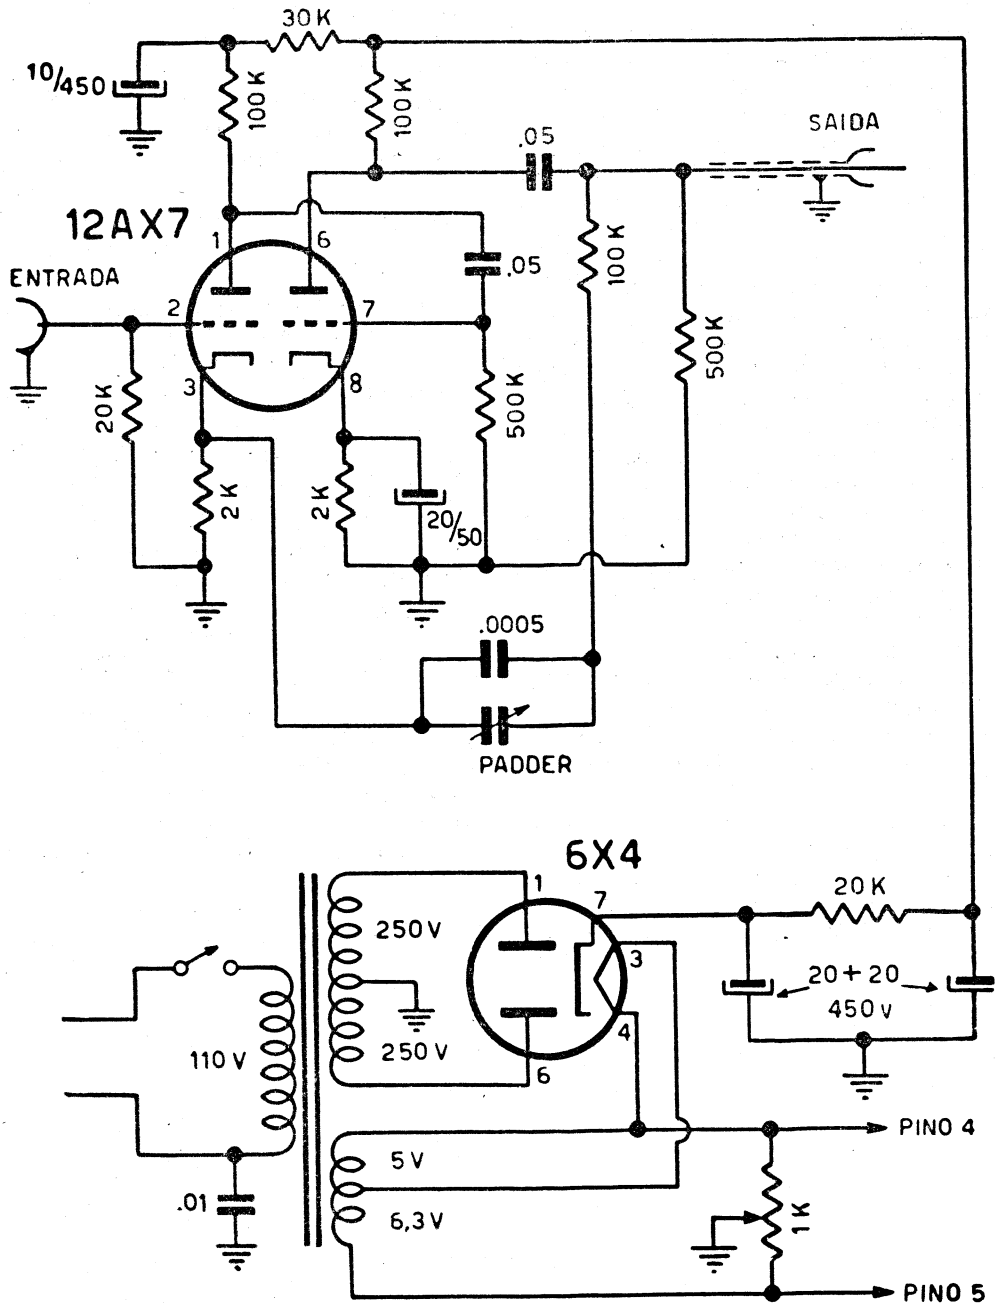 30K
10/450
100K
100K
.05
SAIDA
12AX7
1
6
.05
100K
ENTRADA
2
7
500K
3
8
20K
500K
2K
2K
20/50
.0005
PADDER
6X4
1
7
20K
250V
3
20+20
450V
4
110V
250V
6
5V
PINO 4
.01
6,3V
1K
PINO 5